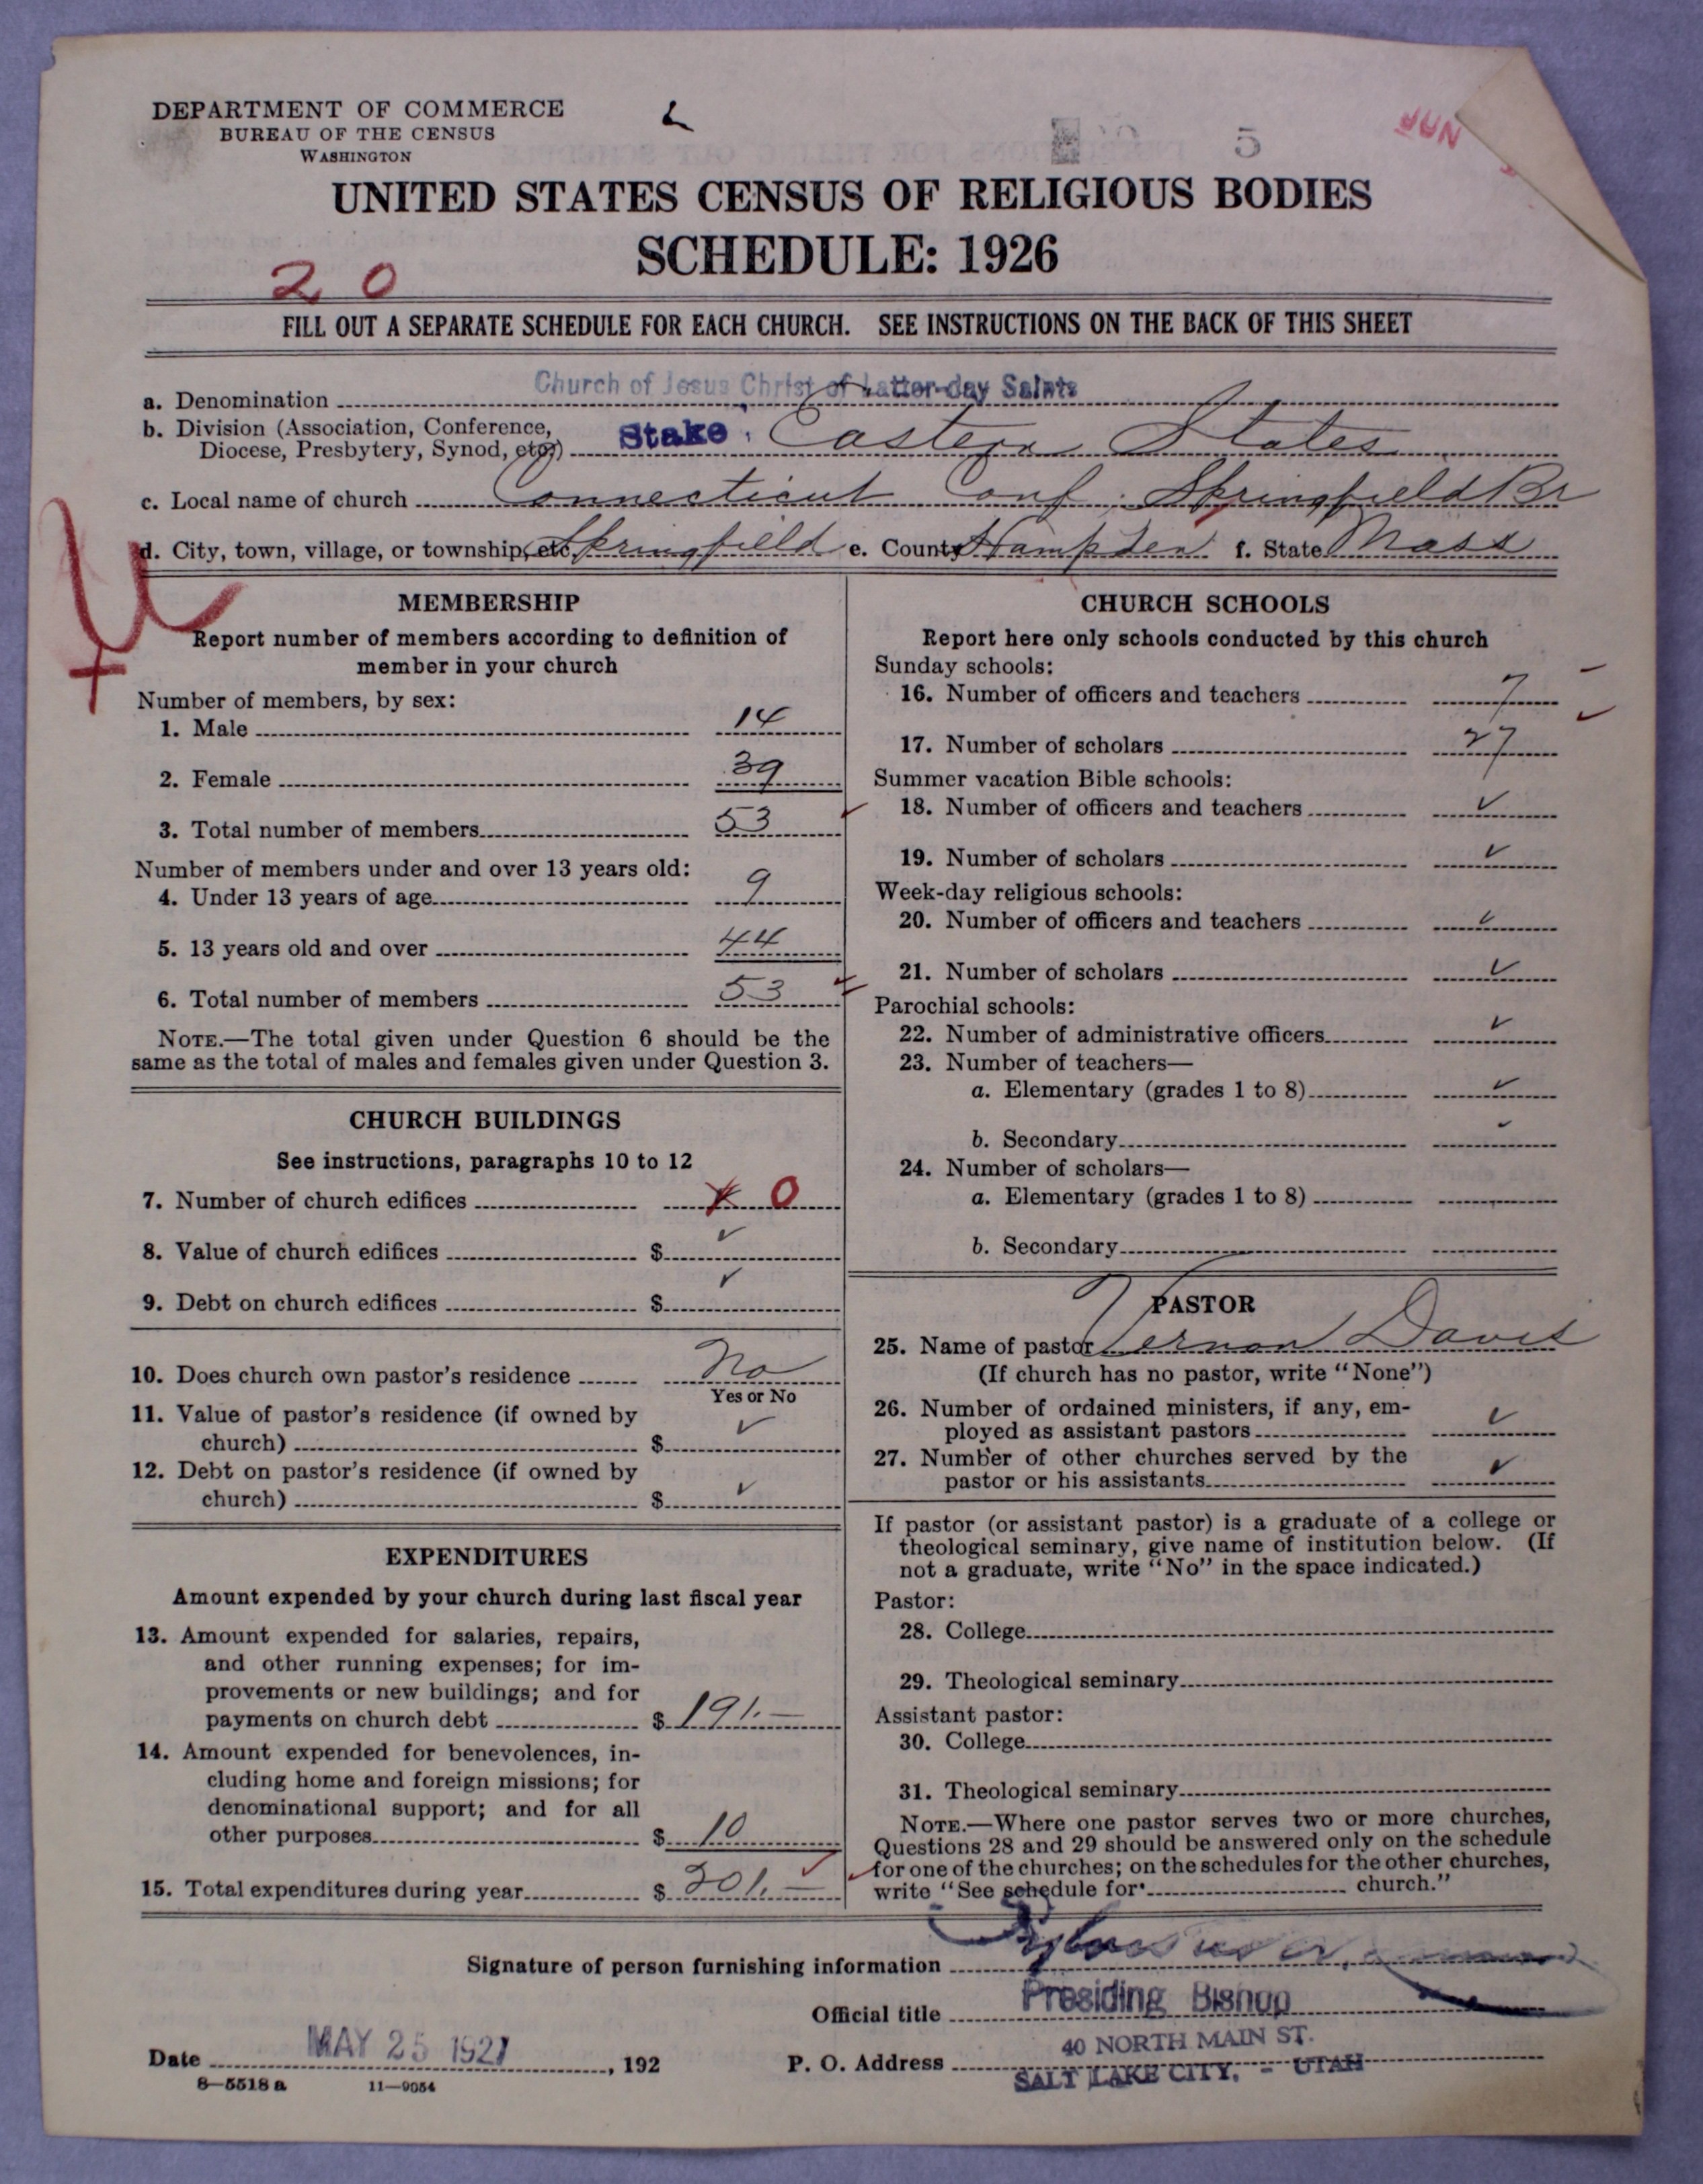 DEPARTMENT OF COMMERCE
BUREAU OF THE CENSUS
WASHINGTON
5
JUN
UNITED STATES CENSUS OF RELIGIOUS BODIES
SCHEDULE: 1926
20
FILL OUT A SEPARATE SCHEDULE FOR EACH CHURCH. SEE INSTRUCTIONS ON THE BACK OF THIS SHEET
a. Denomination Church of Jesus Christ of Latter-day Saints
b. Division (Association, Conference,
Diocese, Presbytery, Synod, etc.) Stake. Eastern States
c. Local name of church Connecticut Conf. Springfield Br
d. City, town, village, or township, etc. Springfield e. County Hampden f. State Mass
MEMBERSHIP
Report number of members according to definition of
member in your church
Number of members, by sex:
1. Male 14
2. Female 39
3. Total number of members 53
Number of members under and over 13 years old:
4. Under 13 years of age 9
5. 13 years old and over 44
6. Total number of members 53
NOTE.—The total given under Question 6 should be the
same as the total of males and females given under Question 3.
CHURCH BUILDINGS
See instructions, paragraphs 10 to 12
7. Number of church edifices 0
8. Value of church edifices $ ✓
9. Debt on church edifices $ ✓
10. Does church own pastor's residence No
Yes or No
11. Value of pastor's residence (if owned by
church) $ ✓
12. Debt on pastor's residence (if owned by
church) $ ✓
EXPENDITURES
Amount expended by your church during last fiscal year
13. Amount expended for salaries, repairs,
and other running expenses; for im-
provements or new buildings; and for
payments on church debt $ 191.—
14. Amount expended for benevolences, in-
cluding home and foreign missions; for
denominational support; and for all
other purposes $ 10
15. Total expenditures during year $ 201.—
CHURCH SCHOOLS
Report here only schools conducted by this church
Sunday schools:
16. Number of officers and teachers 7
17. Number of scholars 27
Summer vacation Bible schools:
18. Number of officers and teachers ✓
19. Number of scholars ✓
Week-day religious schools:
20. Number of officers and teachers ✓
21. Number of scholars ✓
Parochial schools:
22. Number of administrative officers ✓
23. Number of teachers—
a. Elementary (grades 1 to 8) ✓
b. Secondary ✓
24. Number of scholars—
a. Elementary (grades 1 to 8)
b. Secondary
PASTOR
25. Name of pastor Vernon Davis
(If church has no pastor, write "None")
26. Number of ordained ministers, if any, em-
ployed as assistant pastors ✓
27. Number of other churches served by the
pastor or his assistants ✓
If pastor (or assistant pastor) is a graduate of a college or
theological seminary, give name of institution below. (If
not a graduate, write "No" in the space indicated.)
Pastor:
28. College
29. Theological seminary
Assistant pastor:
30. College
31. Theological seminary
NOTE.—Where one pastor serves two or more churches,
Questions 28 and 29 should be answered only on the schedule
for one of the churches; on the schedules for the other churches,
write "See schedule for church."
Signature of person furnishing information
Official title Presiding Bishop
Date MAY 25 1927, 192
P. O. Address 40 NORTH MAIN ST.
SALT LAKE CITY, - UTAH
8—5518 a 11—9054